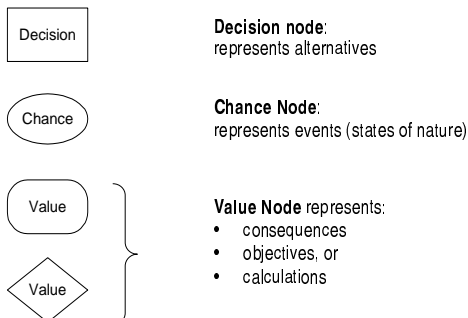 Decision
Decision node:
represents alternatives
Chance
Chance Node:
represents events (states of nature)
Value
Value
Value Node represents:
• consequences
• objectives, or
• calculations